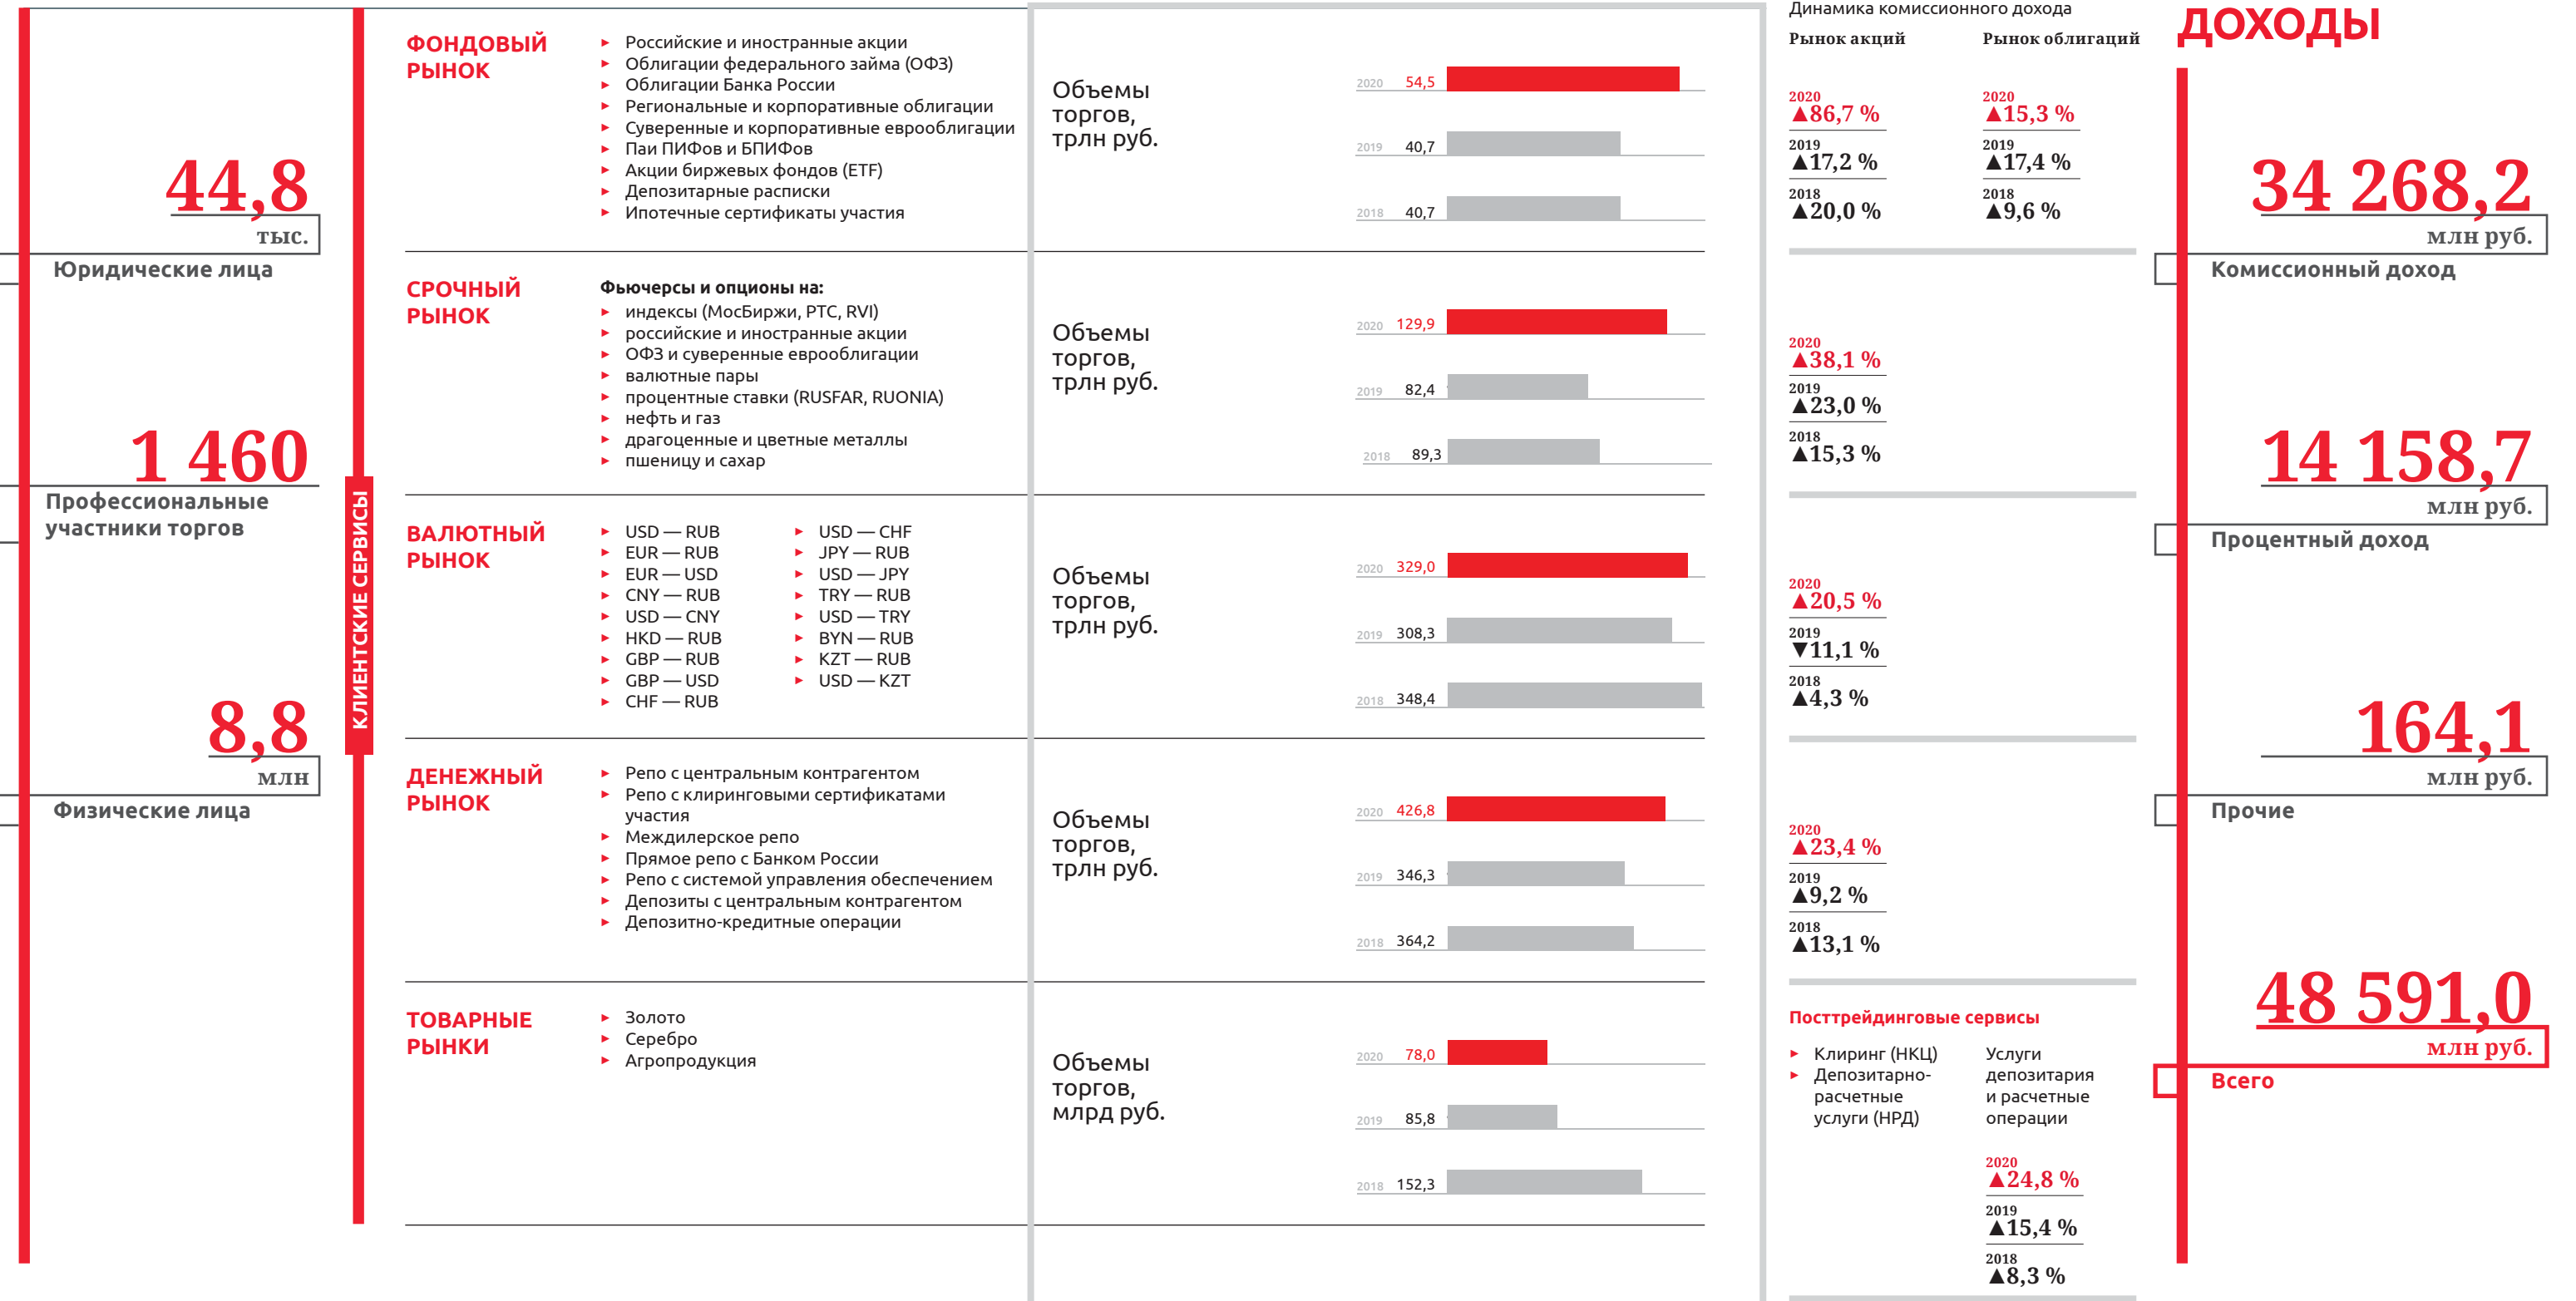 44,8
тыс.
Юридические лица
1 460
Профессиональные
участники торгов
8,8
млн
Физические лица
КЛИЕНТСКИЕ СЕРВИСЫ
ФОНДОВЫЙ
РЫНОК
► Российские и иностранные акции
► Облигации федерального займа (ОФЗ)
► Облигации Банка России
► Региональные и корпоративные облигации
► Суверенные и корпоративные еврооблигации
► Паи ПИФов и БПИФов
► Акции биржевых фондов (ETF)
► Депозитарные расписки
► Ипотечные сертификаты участия
Объемы
торгов,
трлн руб.
2020 54,5
2019 40,7
2018 40,7
Динамика комиссионного дохода
Рынок акций
2020
▲86,7 %
2019
▲17,2 %
2018
▲20,0 %
Рынок облигаций
2020
▲15,3 %
2019
▲17,4 %
2018
▲9,6 %
СРОЧНЫЙ
РЫНОК
Фьючерсы и опционы на:
► индексы (МосБиржи, РТС, RVI)
► российские и иностранные акции
► ОФЗ и суверенные еврооблигации
► валютные пары
► процентные ставки (RUSFAR, RUONIA)
► нефть и газ
► драгоценные и цветные металлы
► пшеницу и сахар
Объемы
торгов,
трлн руб.
2020 129,9
2019 82,4
2018 89,3
2020
▲38,1 %
2019
▲23,0 %
2018
▲15,3 %
ВАЛЮТНЫЙ
РЫНОК
► USD — RUB
► EUR — RUB
► EUR — USD
► CNY — RUB
► USD — CNY
► HKD — RUB
► GBP — RUB
► GBP — USD
► CHF — RUB
► USD — CHF
► JPY — RUB
► USD — JPY
► TRY — RUB
► USD — TRY
► BYN — RUB
► KZT — RUB
► USD — KZT
Объемы
торгов,
трлн руб.
2020 329,0
2019 308,3
2018 348,4
2020
▲20,5 %
2019
▼11,1 %
2018
▲4,3 %
ДЕНЕЖНЫЙ
РЫНОК
► Репо с центральным контрагентом
► Репо с клиринговыми сертификатами
участия
► Междилерское репо
► Прямое репо с Банком России
► Репо с системой управления обеспечением
► Депозиты с центральным контрагентом
► Депозитно-кредитные операции
Объемы
торгов,
трлн руб.
2020 426,8
2019 346,3
2018 364,2
2020
▲23,4 %
2019
▲9,2 %
2018
▲13,1 %
ТОВАРНЫЕ
РЫНКИ
► Золото
► Серебро
► Агропродукция
Объемы
торгов,
млрд руб.
2020 78,0
2019 85,8
2018 152,3
Посттрейдинговые сервисы
► Клиринг (НКЦ)
► Депозитарно-
расчетные
услуги (НРД)
Услуги
депозитария
и расчетные
операции
2020
▲24,8 %
2019
▲15,4 %
2018
▲8,3 %
ДОХОДЫ
34 268,2
млн руб.
Комиссионный доход
14 158,7
млн руб.
Процентный доход
164,1
млн руб.
Прочие
48 591,0
млн руб.
Всего